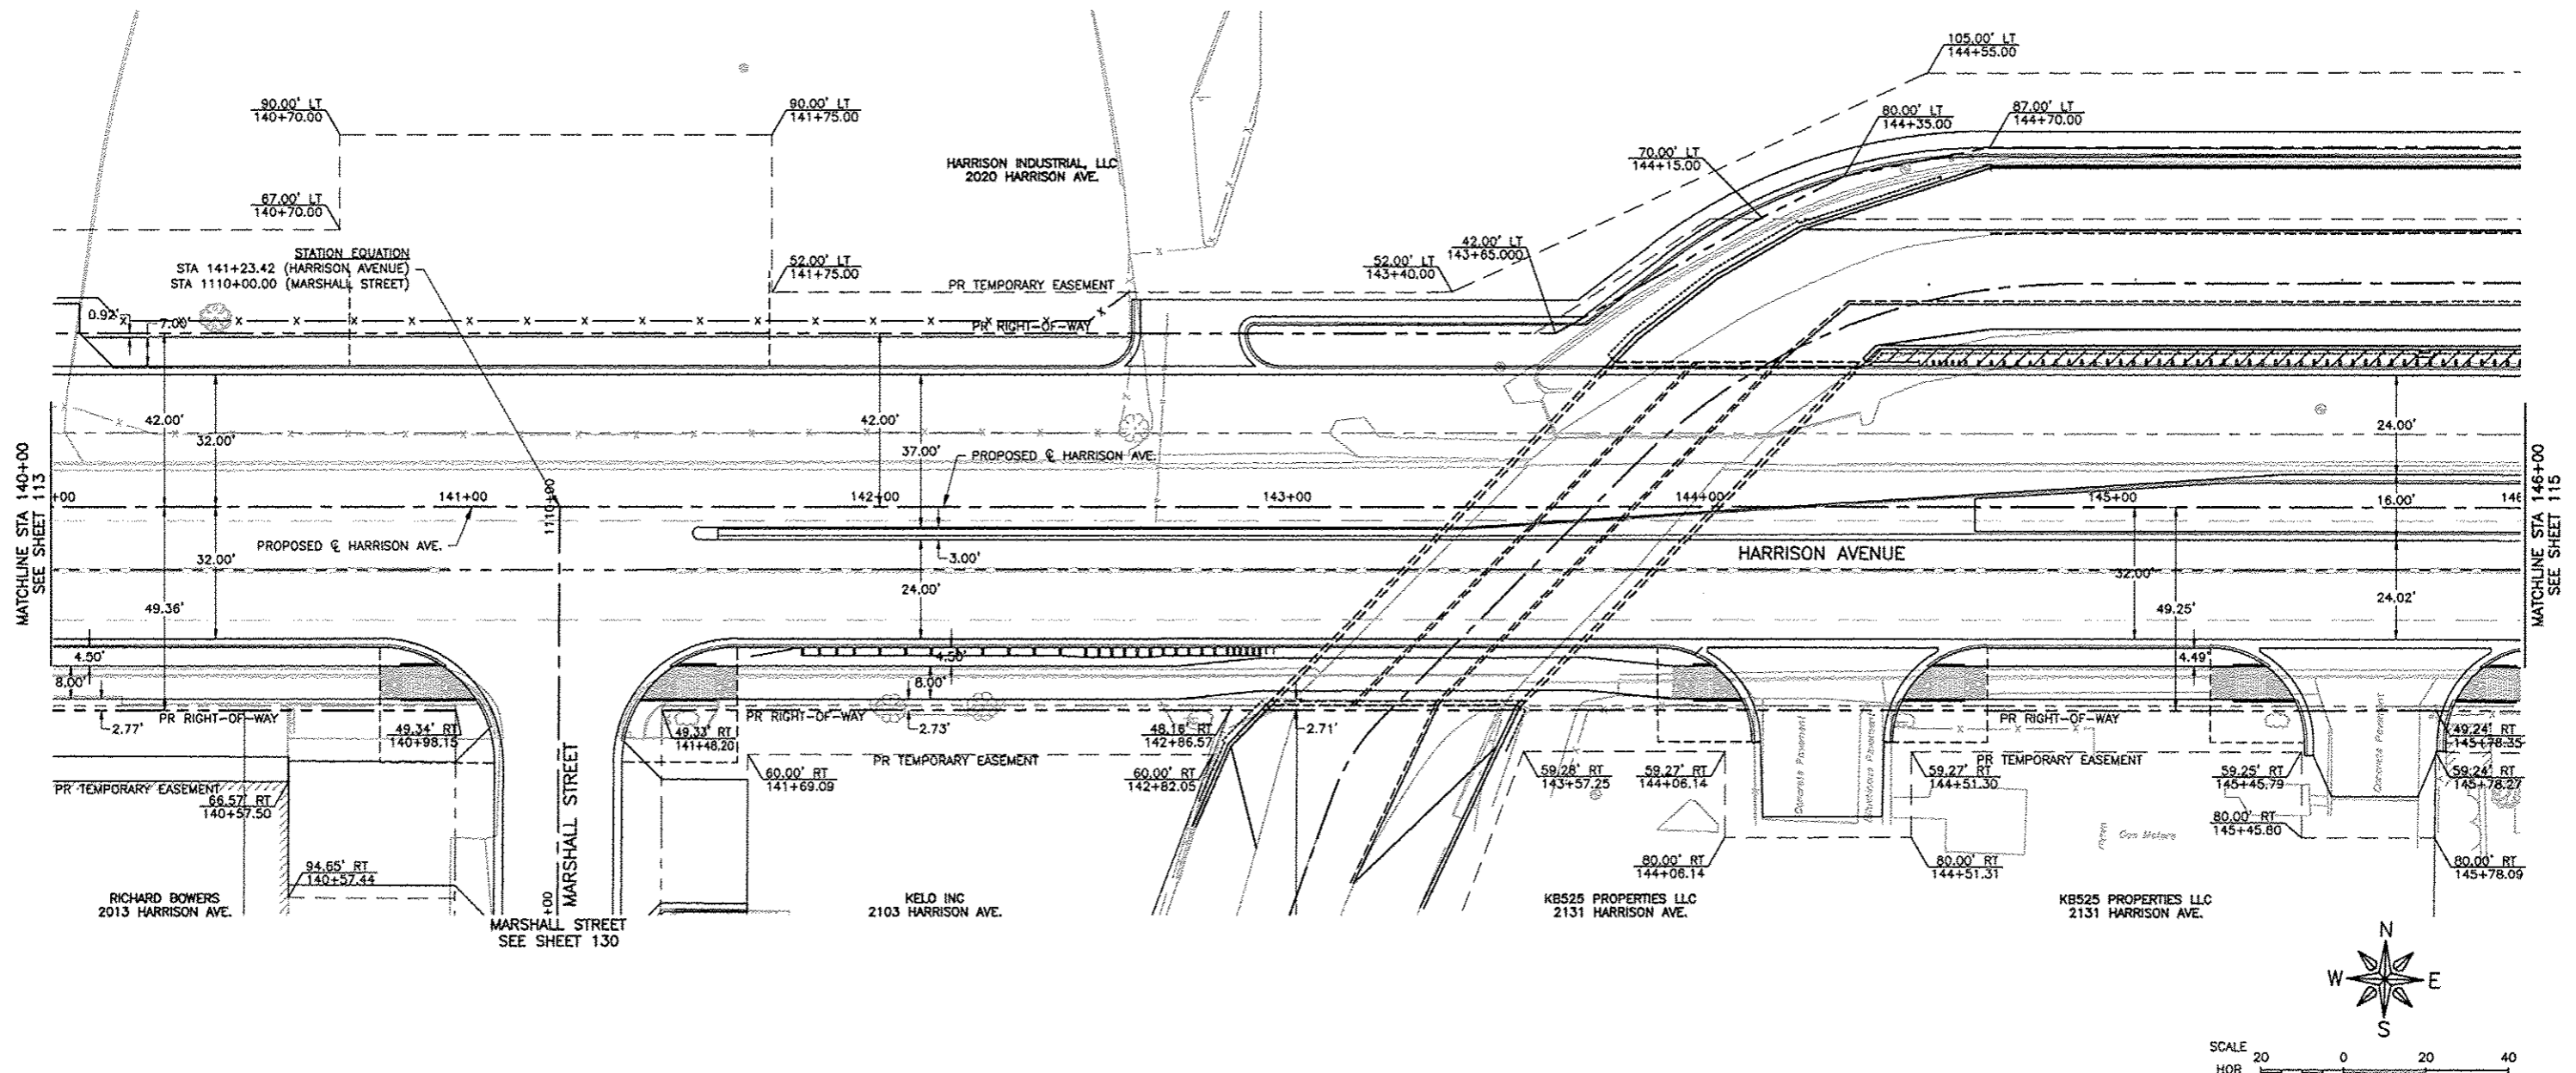 105.00' LT
144+55.00
90.00' LT
140+70.00
90.00' LT
141+75.00
80.00' LT
144+35.00
87.00' LT
144+70.00
HARRISON INDUSTRIAL, LLC
2020 HARRISON AVE.
70.00' LT
144+15.00
67.00' LT
140+70.00
STATION EQUATION
STA 141+23.42 (HARRISON AVENUE)
STA 1110+00.00 (MARSHALL STREET)
52.00' LT
141+75.00
PR TEMPORARY EASEMENT
52.00' LT
143+40.00
42.00' LT
143+65.000
0.92'
7.00'
PR RIGHT-OF-WAY
42.00'
32.00'
42.00'
37.00'
24.00'
PROPOSED ℄ HARRISON AVE.
MATCHLINE STA 140+00
SEE SHEET 113
+00
141+00
1110+00
142+00
143+00
144+00
145+00
16.00'
146
MATCHLINE STA 146+00
SEE SHEET 115
PROPOSED ℄ HARRISON AVE.
32.00'
3.00'
HARRISON AVENUE
24.00'
32.00'
49.36'
49.25'
24.02'
4.50'
4.50'
4.49'
8.00'
8.00'
PR RIGHT-OF-WAY
2.77'
49.34' RT
140+98.15
49.33' RT
141+48.20
PR RIGHT-OF-WAY
2.73'
48.16' RT
142+86.57
2.71'
PR RIGHT-OF-WAY
49.24' RT
145+78.35
PR TEMPORARY EASEMENT
66.57' RT
140+57.50
60.00' RT
141+69.09
PR TEMPORARY EASEMENT
60.00' RT
142+82.05
59.28' RT
143+57.25
59.27' RT
144+06.14
Concrete Pavement
Bituminous Pavement
59.27' RT
144+51.30
PR TEMPORARY EASEMENT
59.25' RT
145+45.79
Concrete Pavement
59.24' RT
145+78.27
80.00' RT
145+45.80
Gas Meters
MARSHALL STREET
94.65' RT
140+57.44
80.00' RT
144+06.14
80.00' RT
144+51.31
80.00' RT
145+78.09
RICHARD BOWERS
2013 HARRISON AVE.
+00
KELO INC
2103 HARRISON AVE.
KB525 PROPERTIES LLC
2131 HARRISON AVE.
KB525 PROPERTIES LLC
2131 HARRISON AVE.
MARSHALL STREET
SEE SHEET 130
N
W
E
S
SCALE
HOR
20
0
20
40